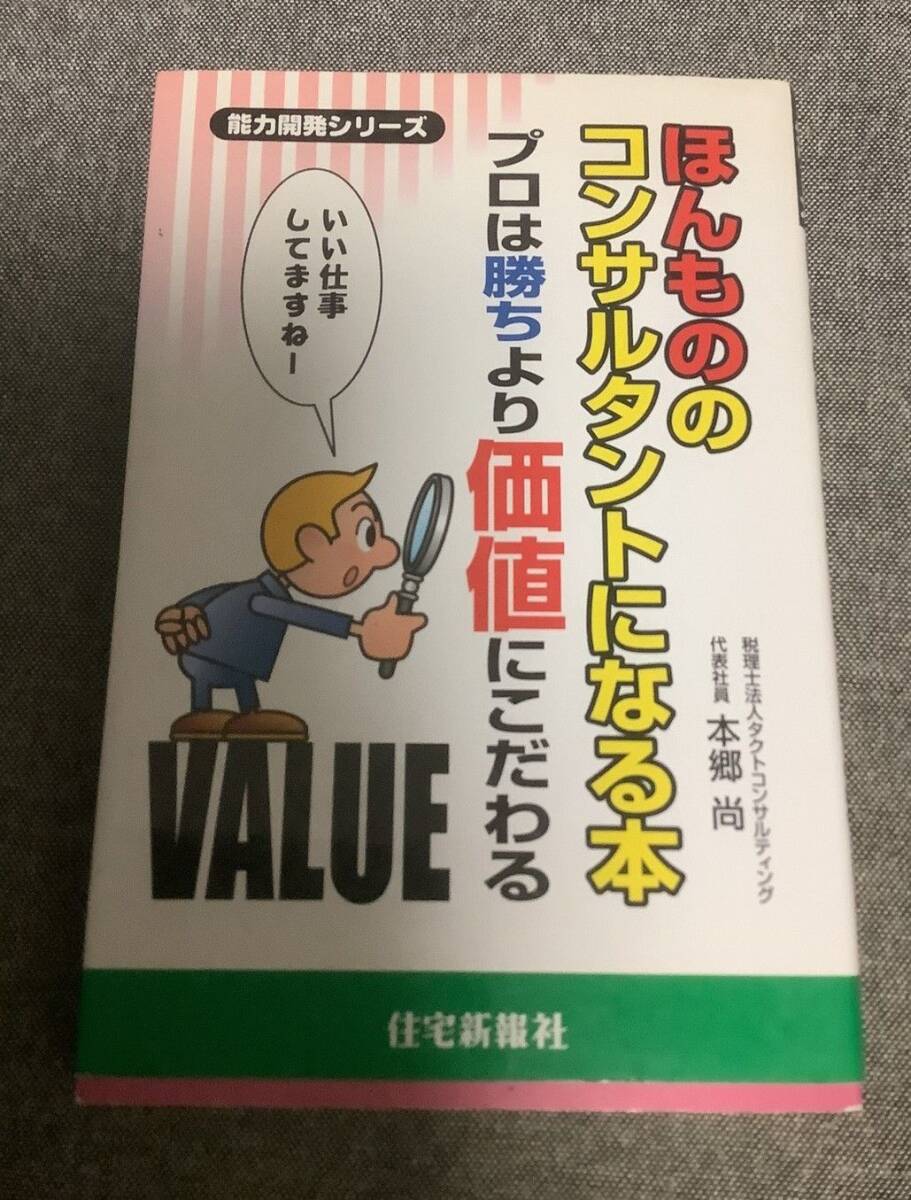 能力開発シリーズ
ほんものの
コンサルタントになる本
プロは勝ちより価値にこだわる
いい仕事
してますねー
税理士法人タクトコンサルティング
代表社員 本郷 尚
VALUE
住宅新報社